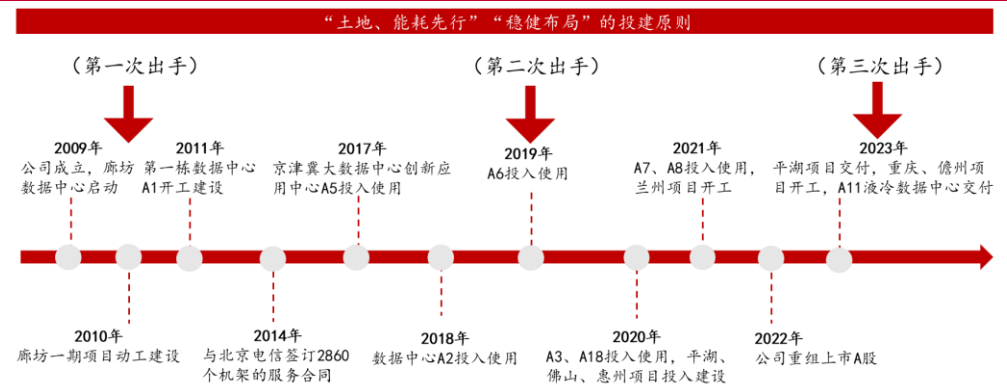 “土地、能耗先行”“稳健布局”的投建原则
（第一次出手）
（第二次出手）
（第三次出手）
2009年
公司成立，廊坊
数据中心启动
2011年
第一栋数据中心
A1开工建设
2017年
京津冀大数据中心创新应
用中心A5投入使用
2019年
A6投入使用
2021年
A7、A8投入使用，
兰州项目开工
2023年
平湖项目交付，重庆、儋州项
目开工，A11液冷数据中心交付
2010年
廊坊一期项目动工建设
2014年
与北京电信签订2860
个机架的服务合同
2018年
数据中心A2投入使用
2020年
A3、A18投入使用，平湖、
佛山、惠州项目投入建设
2022年
公司重组上市A股